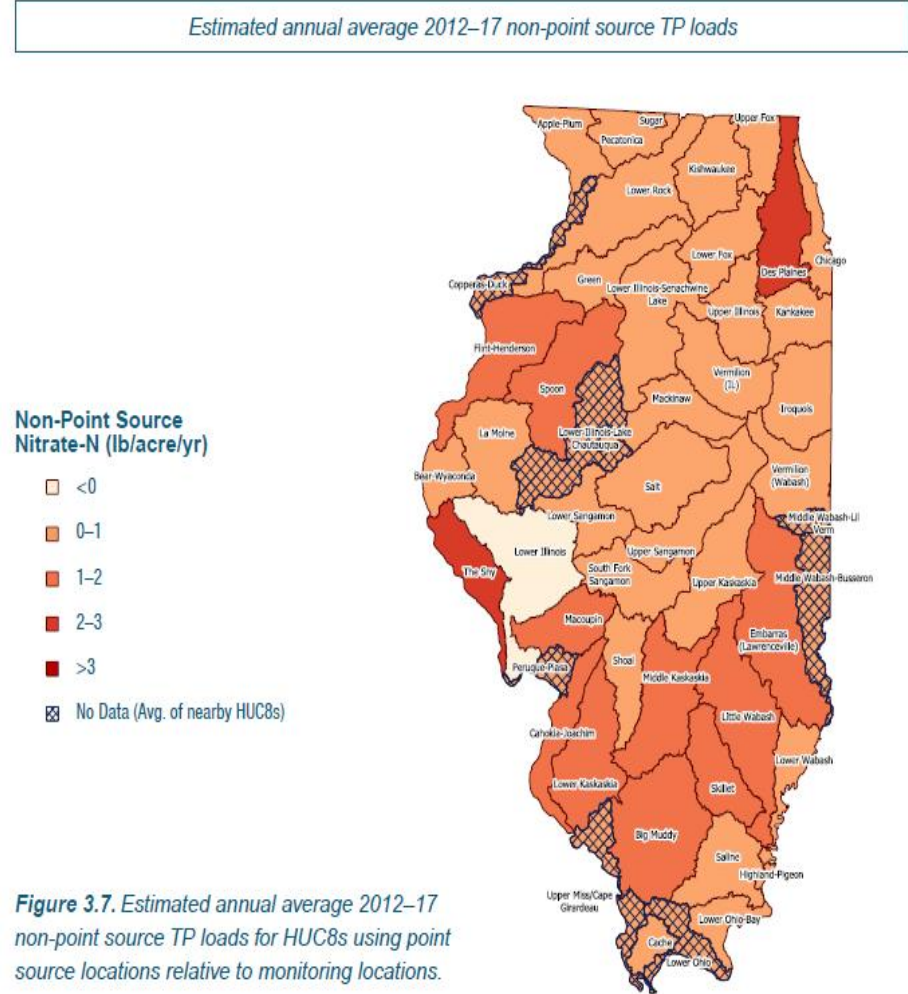 Estimated annual average 2012–17 non-point source TP loads
Apple-Plum
Sugar
Upper Fox
Pecatonica
Kishwaukee
Lower Rock
Lower Fox
Chicago
Des Plaines
Copperas-Duck
Green
Lower Illinois-Senachwine
Lake
Upper Illinois
Kankakee
Flint-Henderson
Spoon
Vermilion
(IL)
Mackinaw
Iroquois
La Moine
Lower Illinois-Lake
Chautauqua
Bear-Wyaconda
Salt
Vermilion
(Wabash)
Lower Sangamon
Middle Wabash-Lil
Verm
Lower Illinois
Upper Sangamon
The Sny
South Fork
Sangamon
Upper Kaskaskia
Middle Wabash-Busseron
Macoupin
Embarras
(Lawrenceville)
Shoal
Peruque-Piasa
Middle Kaskaskia
Little Wabash
Cahokia-Joachim
Lower Wabash
Lower Kaskaskia
Skillet
Big Muddy
Saline
Highland-Pigeon
Upper Miss/Cape
Girardeau
Lower Ohio-Bay
Cache
Lower Ohio
Non-Point Source
Nitrate-N (lb/acre/yr)
<0
0–1
1–2
2–3
>3
No Data (Avg. of nearby HUC8s)
Figure 3.7. Estimated annual average 2012–17
non-point source TP loads for HUC8s using point
source locations relative to monitoring locations.